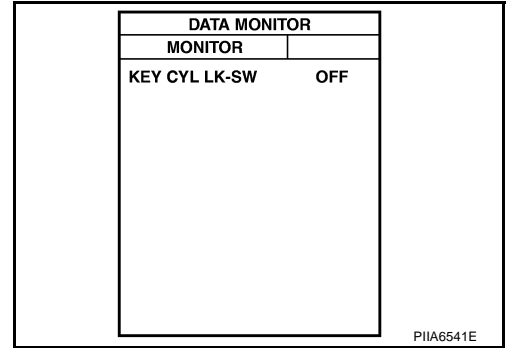 DATA MONITOR
MONITOR
KEY CYL LK-SW OFF
PIIA6541E